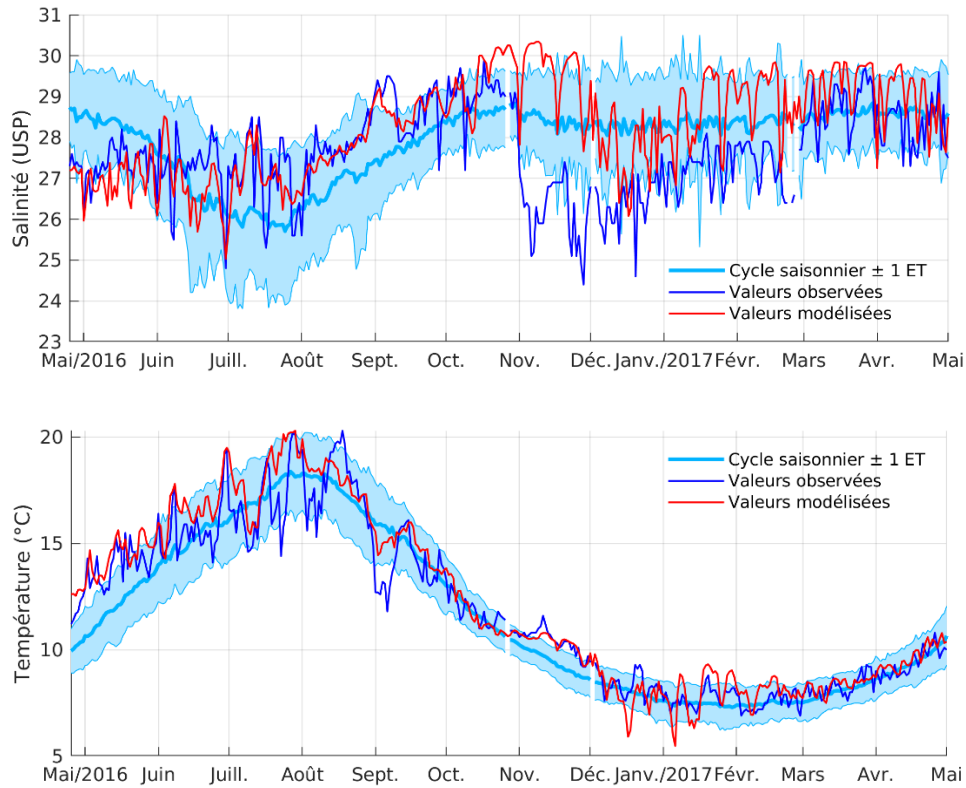 31
30
29
28
27
26
25
24
23
Salinité (USP)
Cycle saisonnier ± 1 ET
Valeurs observées
Valeurs modélisées
Mai/2016 Juin Juill. Août Sept. Oct. Nov. Déc. Janv./2017 Févr. Mars Avr. Mai
20
15
10
5
Température (°C)
Cycle saisonnier ± 1 ET
Valeurs observées
Valeurs modélisées
Mai/2016 Juin Juill. Août Sept. Oct. Nov. Déc. Janv./2017 Févr. Mars Avr. Mai